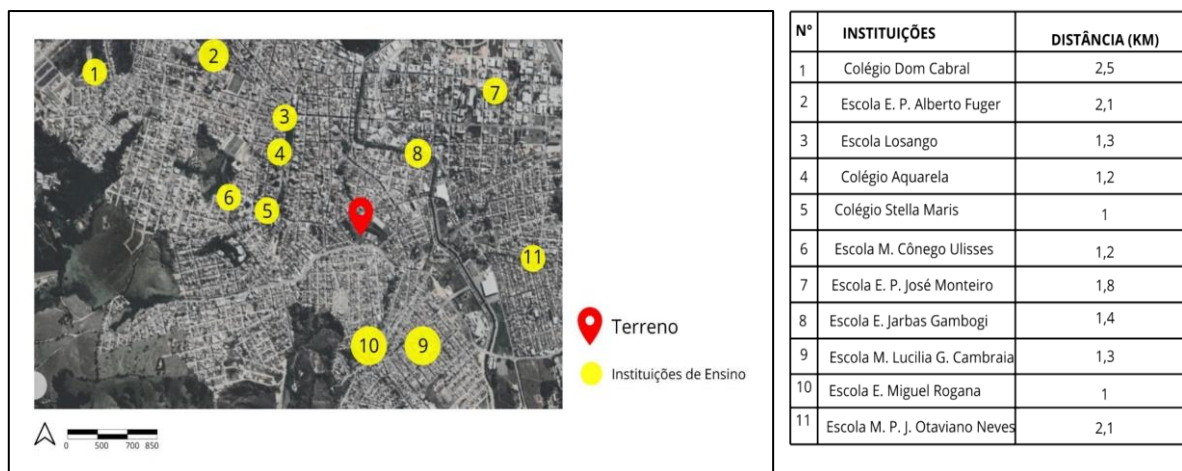 1
2
3
4
5
6
7
8
9
10
11
Terreno
Instituições de Ensino
0 500 700 850
N° INSTITUIÇÕES DISTÂNCIA (KM)
1 Colégio Dom Cabral 2,5
2 Escola E. P. Alberto Fuger 2,1
3 Escola Losango 1,3
4 Colégio Aquarela 1,2
5 Colégio Stella Maris 1
6 Escola M. Cônego Ulisses 1,2
7 Escola E. P. José Monteiro 1,8
8 Escola E. Jarbas Gambogi 1,4
9 Escola M. Lucilia G. Cambraia 1,3
10 Escola E. Miguel Rogana 1
11 Escola M. P. J. Otaviano Neves 2,1